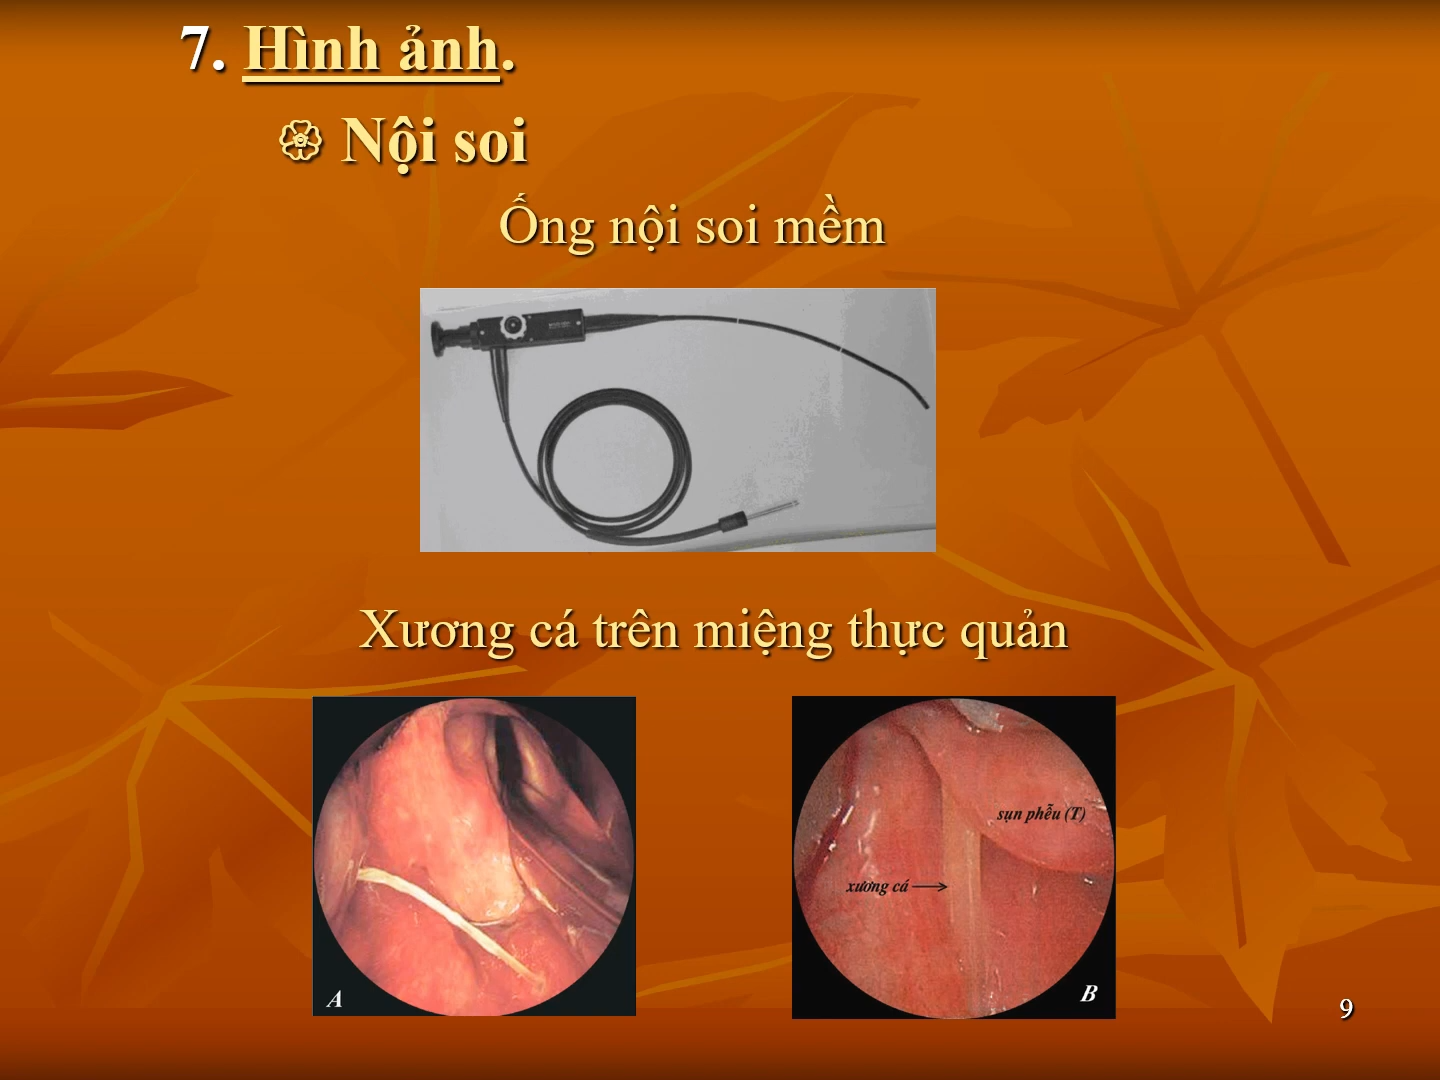 7. Hình ảnh.
Nội soi
Ống nội soi mềm
Xương cá trên miệng thực quản
sụn phễu (T)
xương cá
A
B
9